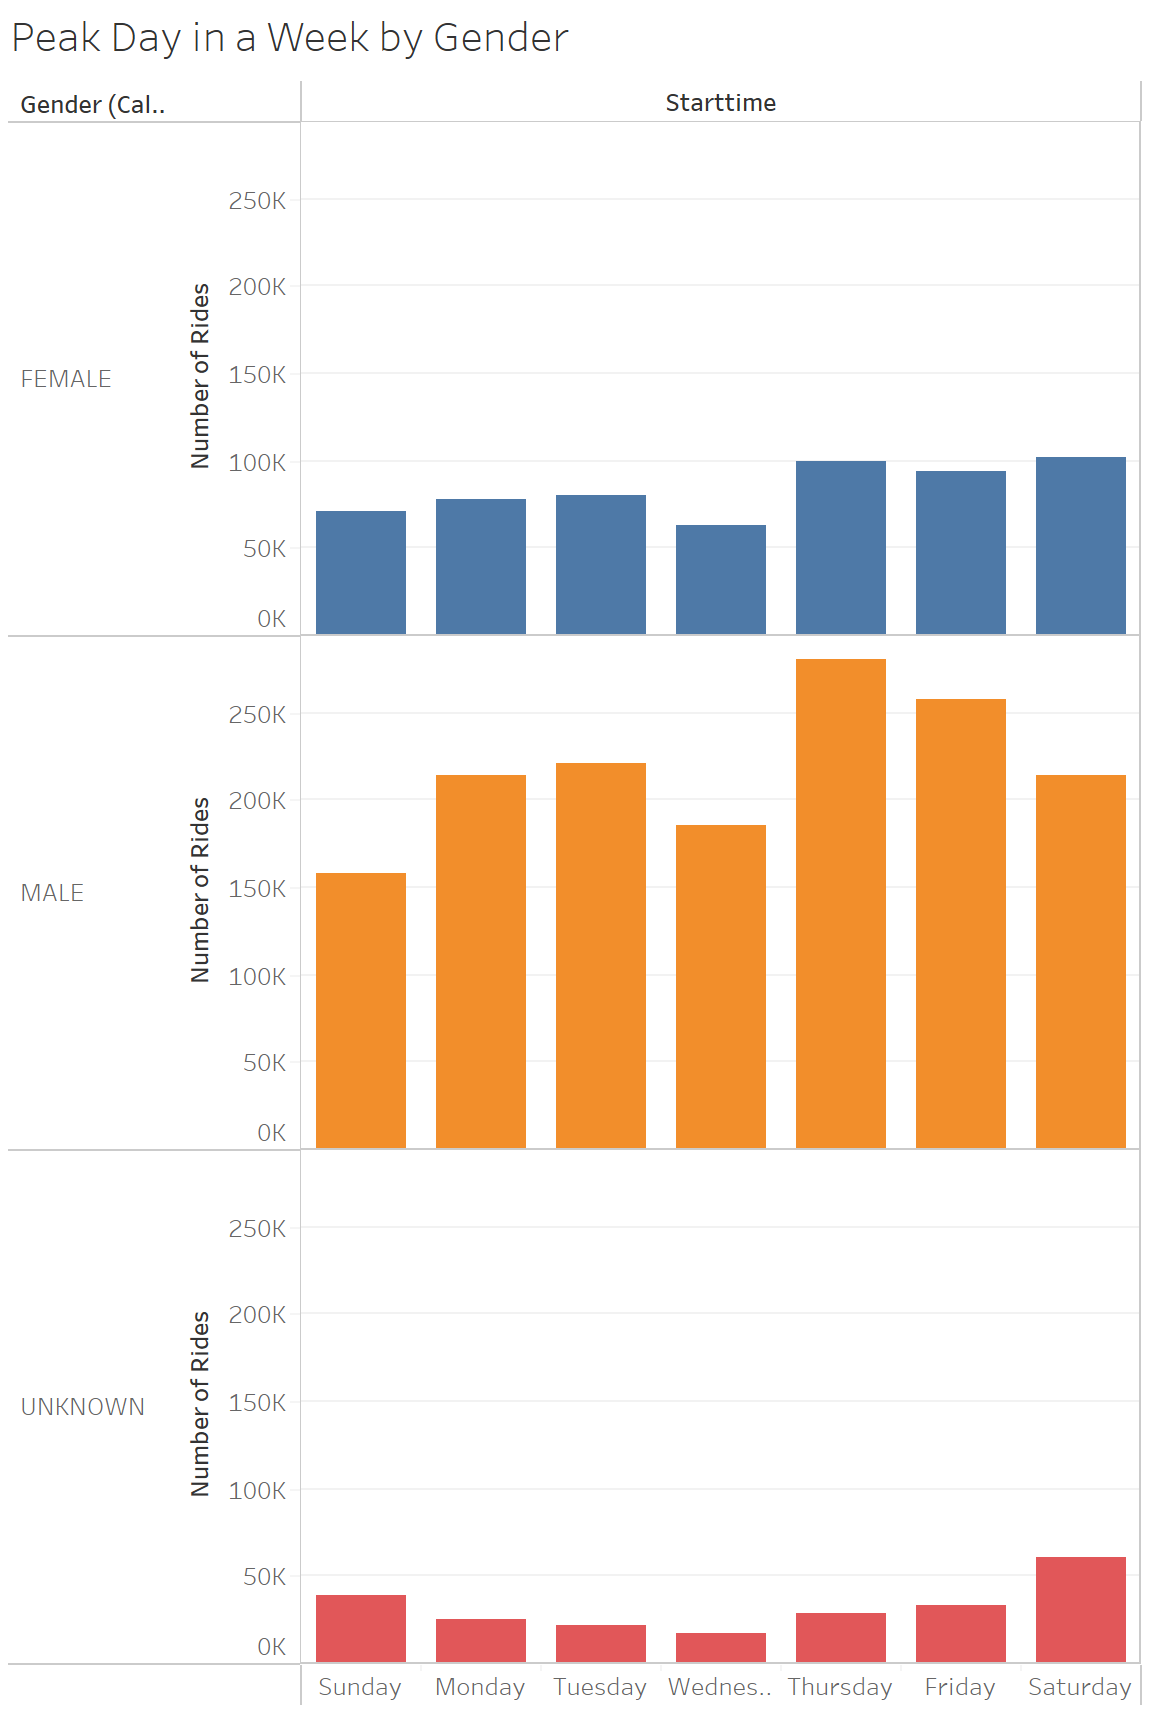 Peak Day in a Week by Gender
Gender (Cal..
Starttime
FEMALE
Number of Rides
250K
200K
150K
100K
50K
0K
MALE
Number of Rides
250K
200K
150K
100K
50K
0K
UNKNOWN
Number of Rides
250K
200K
150K
100K
50K
0K
Sunday Monday Tuesday Wednes.. Thursday Friday Saturday